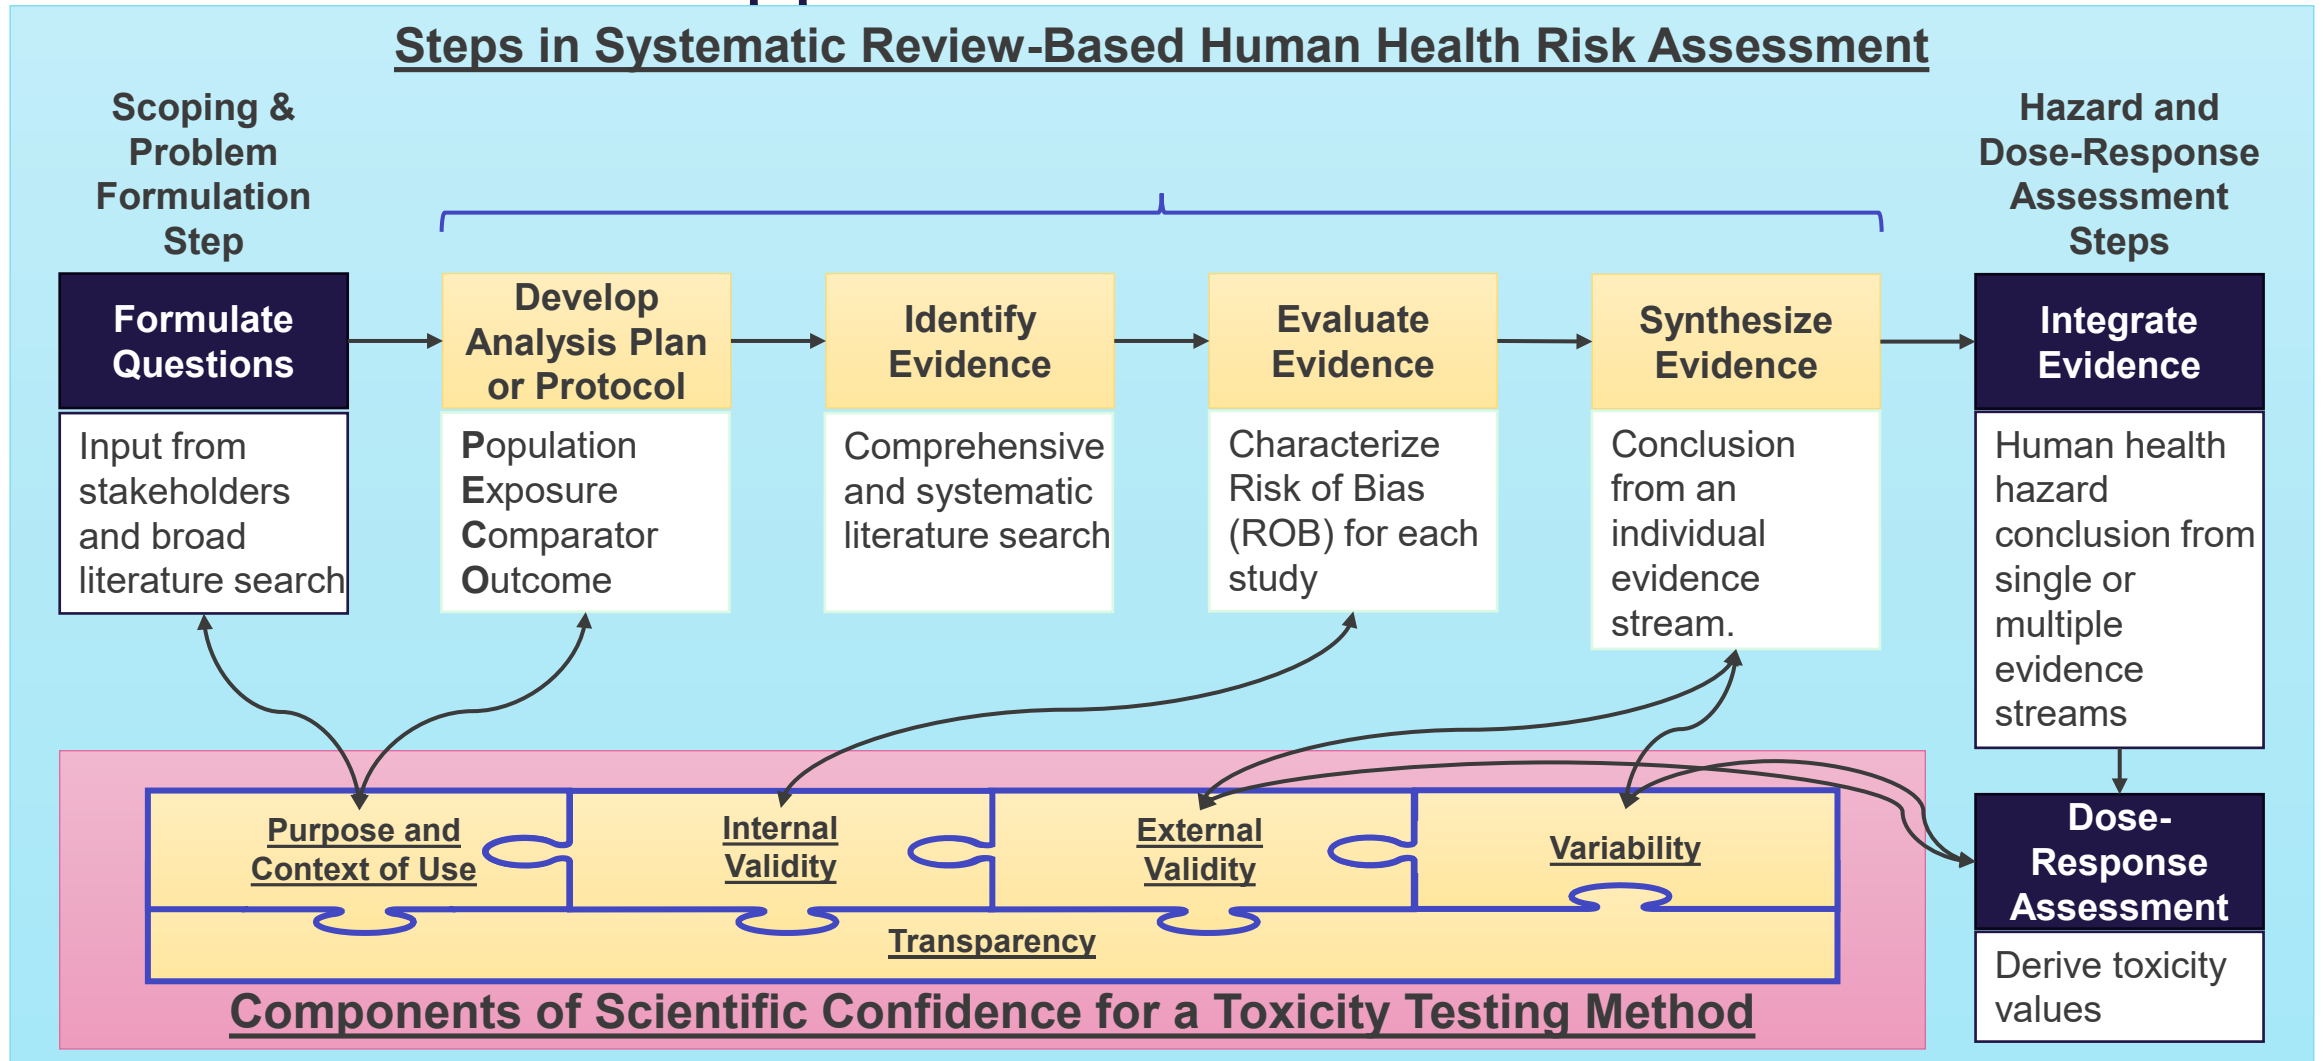 Steps in Systematic Review-Based Human Health Risk Assessment
Scoping &
Problem
Formulation
Step
Hazard and
Dose-Response
Assessment
Steps
Formulate
Questions
Input from
stakeholders
and broad
literature search
Develop
Analysis Plan
or Protocol
Population
Exposure
Comparator
Outcome
Identify
Evidence
Comprehensive
and systematic
literature search
Evaluate
Evidence
Characterize
Risk of Bias
(ROB) for each
study
Synthesize
Evidence
Conclusion
from an
individual
evidence
stream.
Integrate
Evidence
Human health
hazard
conclusion from
single or
multiple
evidence
streams
Dose-
Response
Assessment
Derive toxicity
values
Purpose and
Context of Use
Internal
Validity
External
Validity
Variability
Transparency
Components of Scientific Confidence for a Toxicity Testing Method